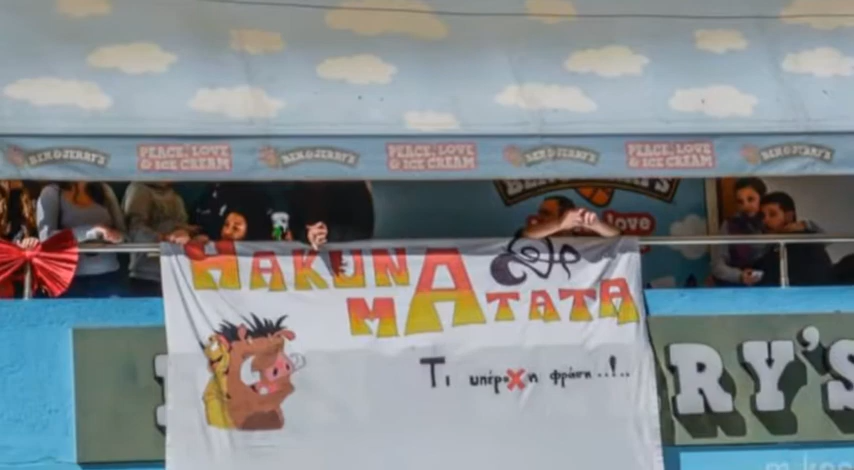 BEN & JERRY'S PEACE, LOVE & ICE CREAM BEN & JERRY'S PEACE, LOVE & ICE CREAM BEN & JERRY'S PEACE, LOVE & ICE CREAM BEN & JERRY'S
BEN & JERRY'S
love
HAKUNA
MATATA
Τι υπέροχη φράση...!...
RY'S